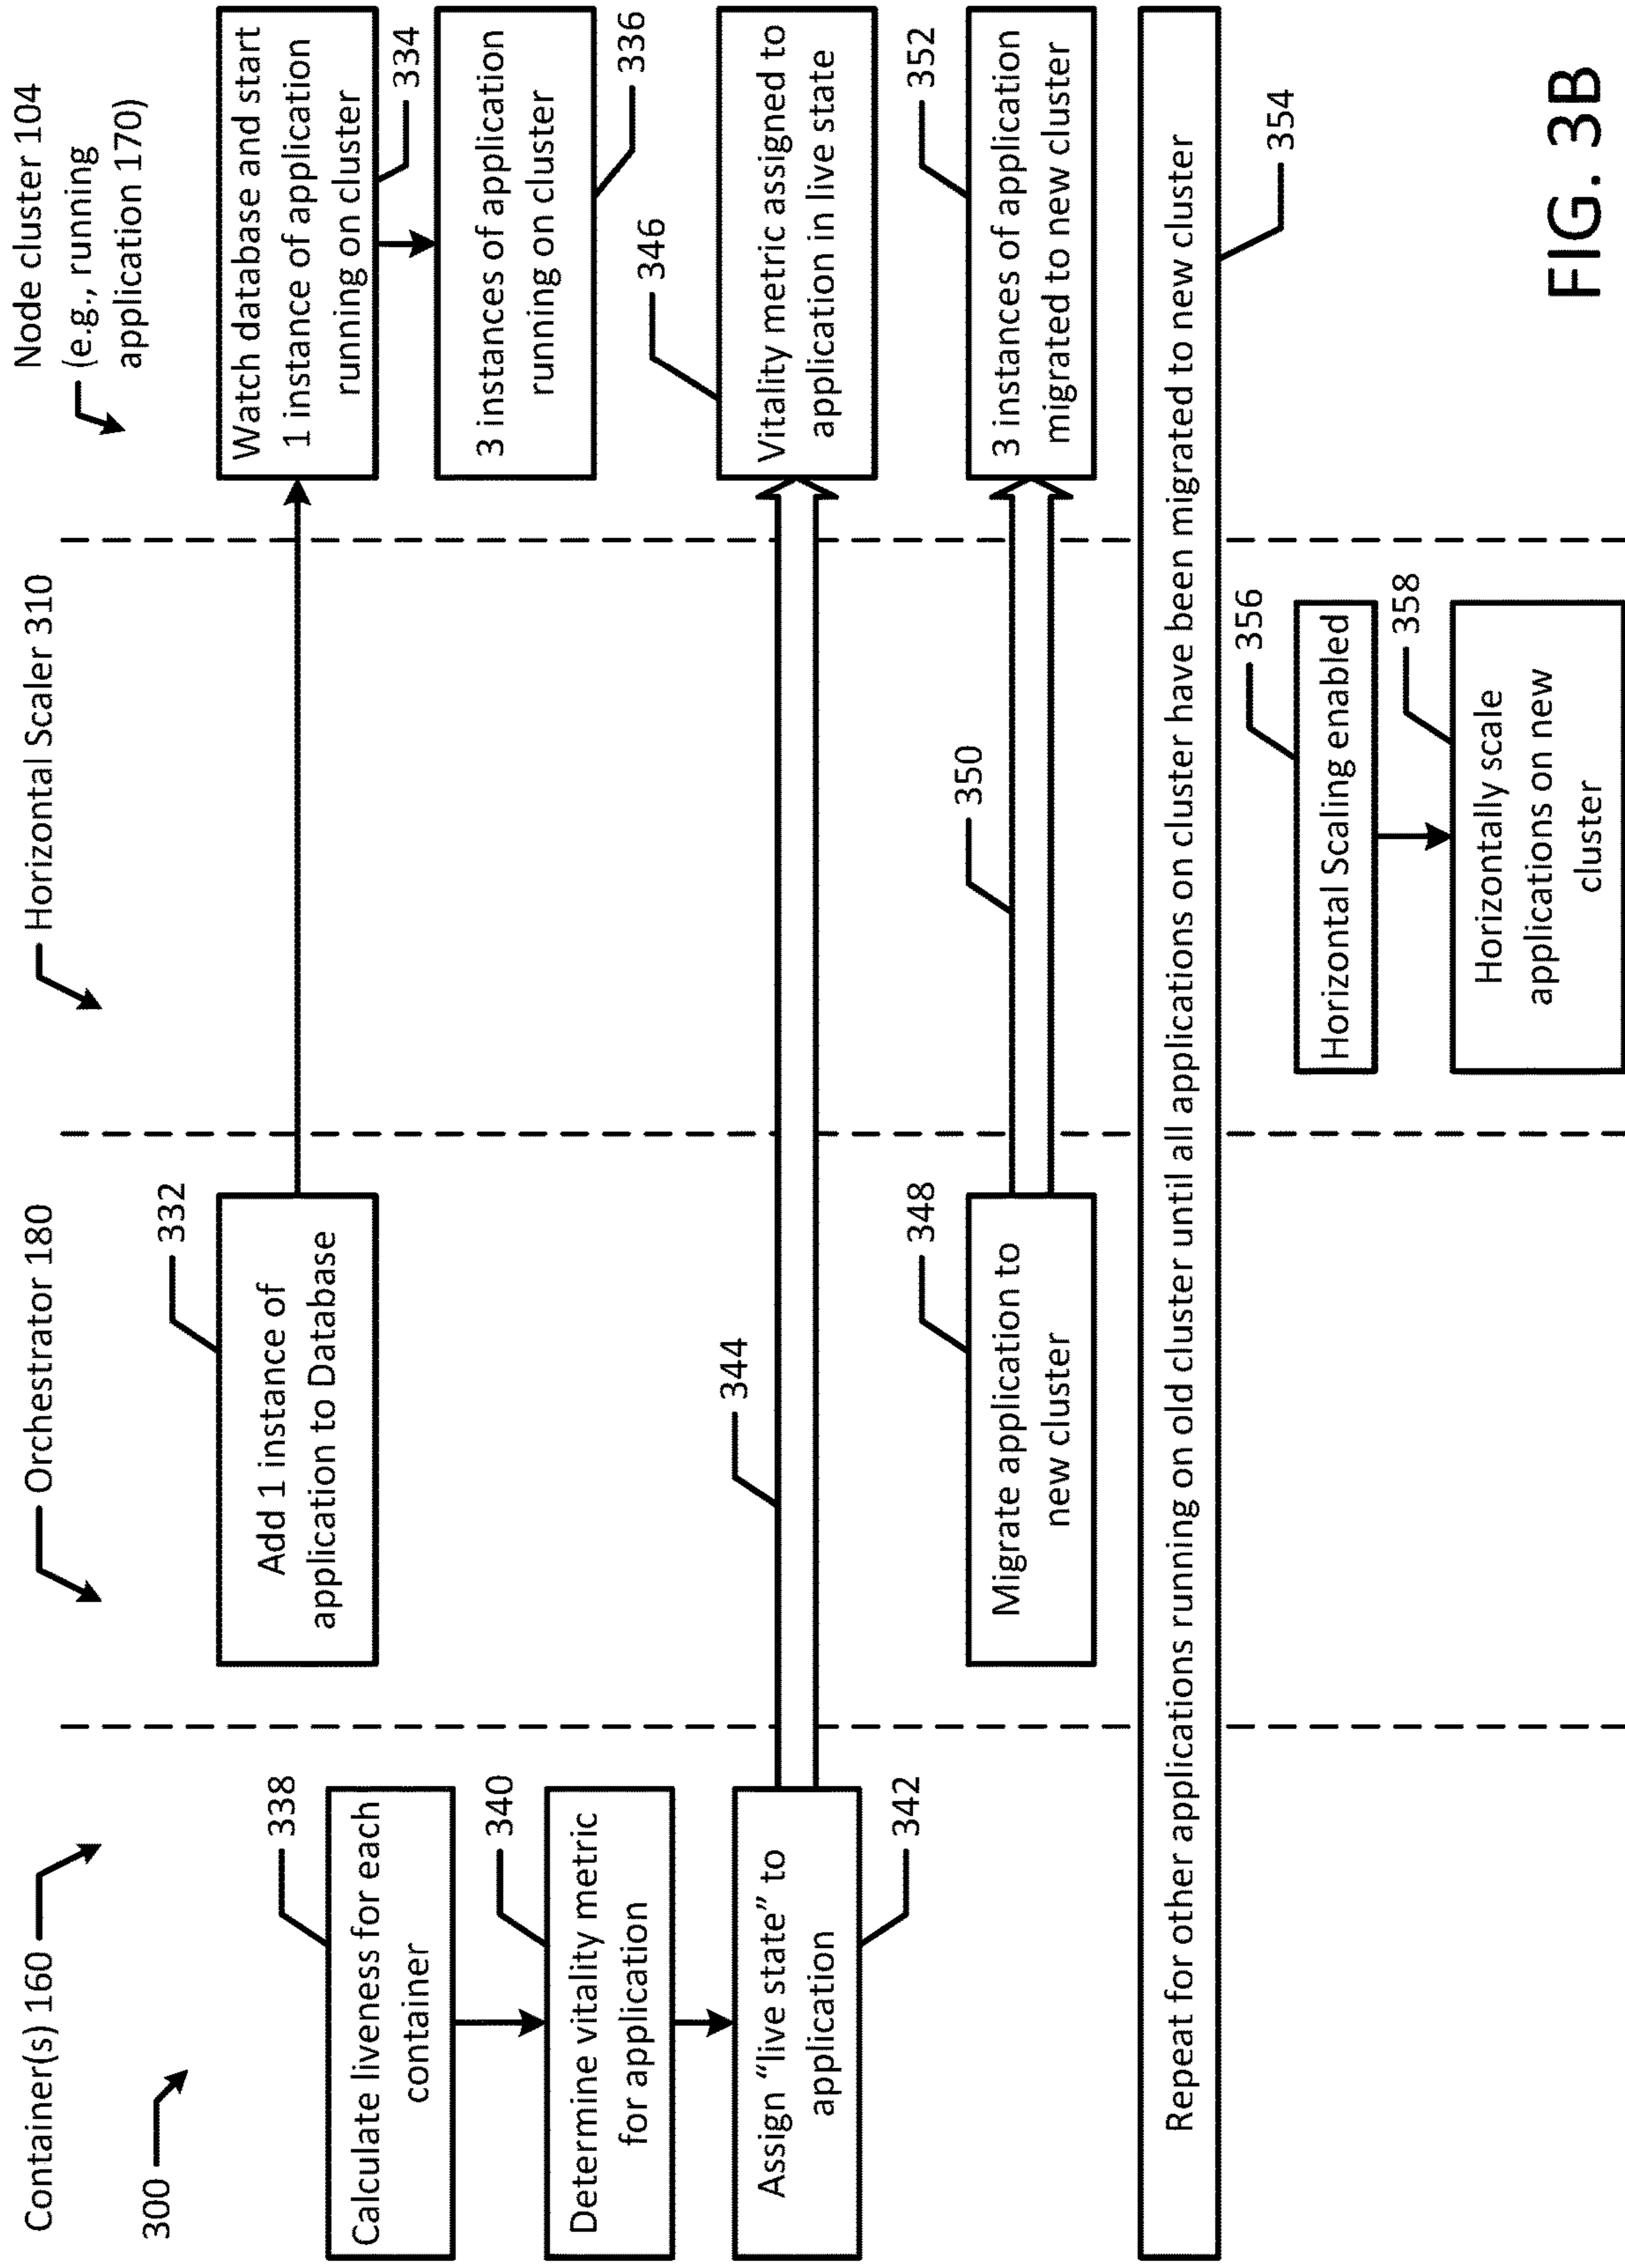 Container(s) 160
Orchestrator 180
Horizontal Scaler 310
Node cluster 104
(e.g., running
application 170)
300
332
Add 1 instance of
application to Database
Watch database and start
1 instance of application
running on cluster
334
338
Calculate liveness for each
container
3 instances of application
running on cluster
336
340
Determine vitality metric
for application
344
346
Assign “live state” to
application
342
Vitality metric assigned to
application in live state
348
Migrate application to
new cluster
350
352
3 instances of application
migrated to new cluster
Repeat for other applications running on old cluster until all applications on cluster have been migrated to new cluster
354
356
Horizontal Scaling enabled
358
Horizontally scale
applications on new
cluster
FIG. 3B